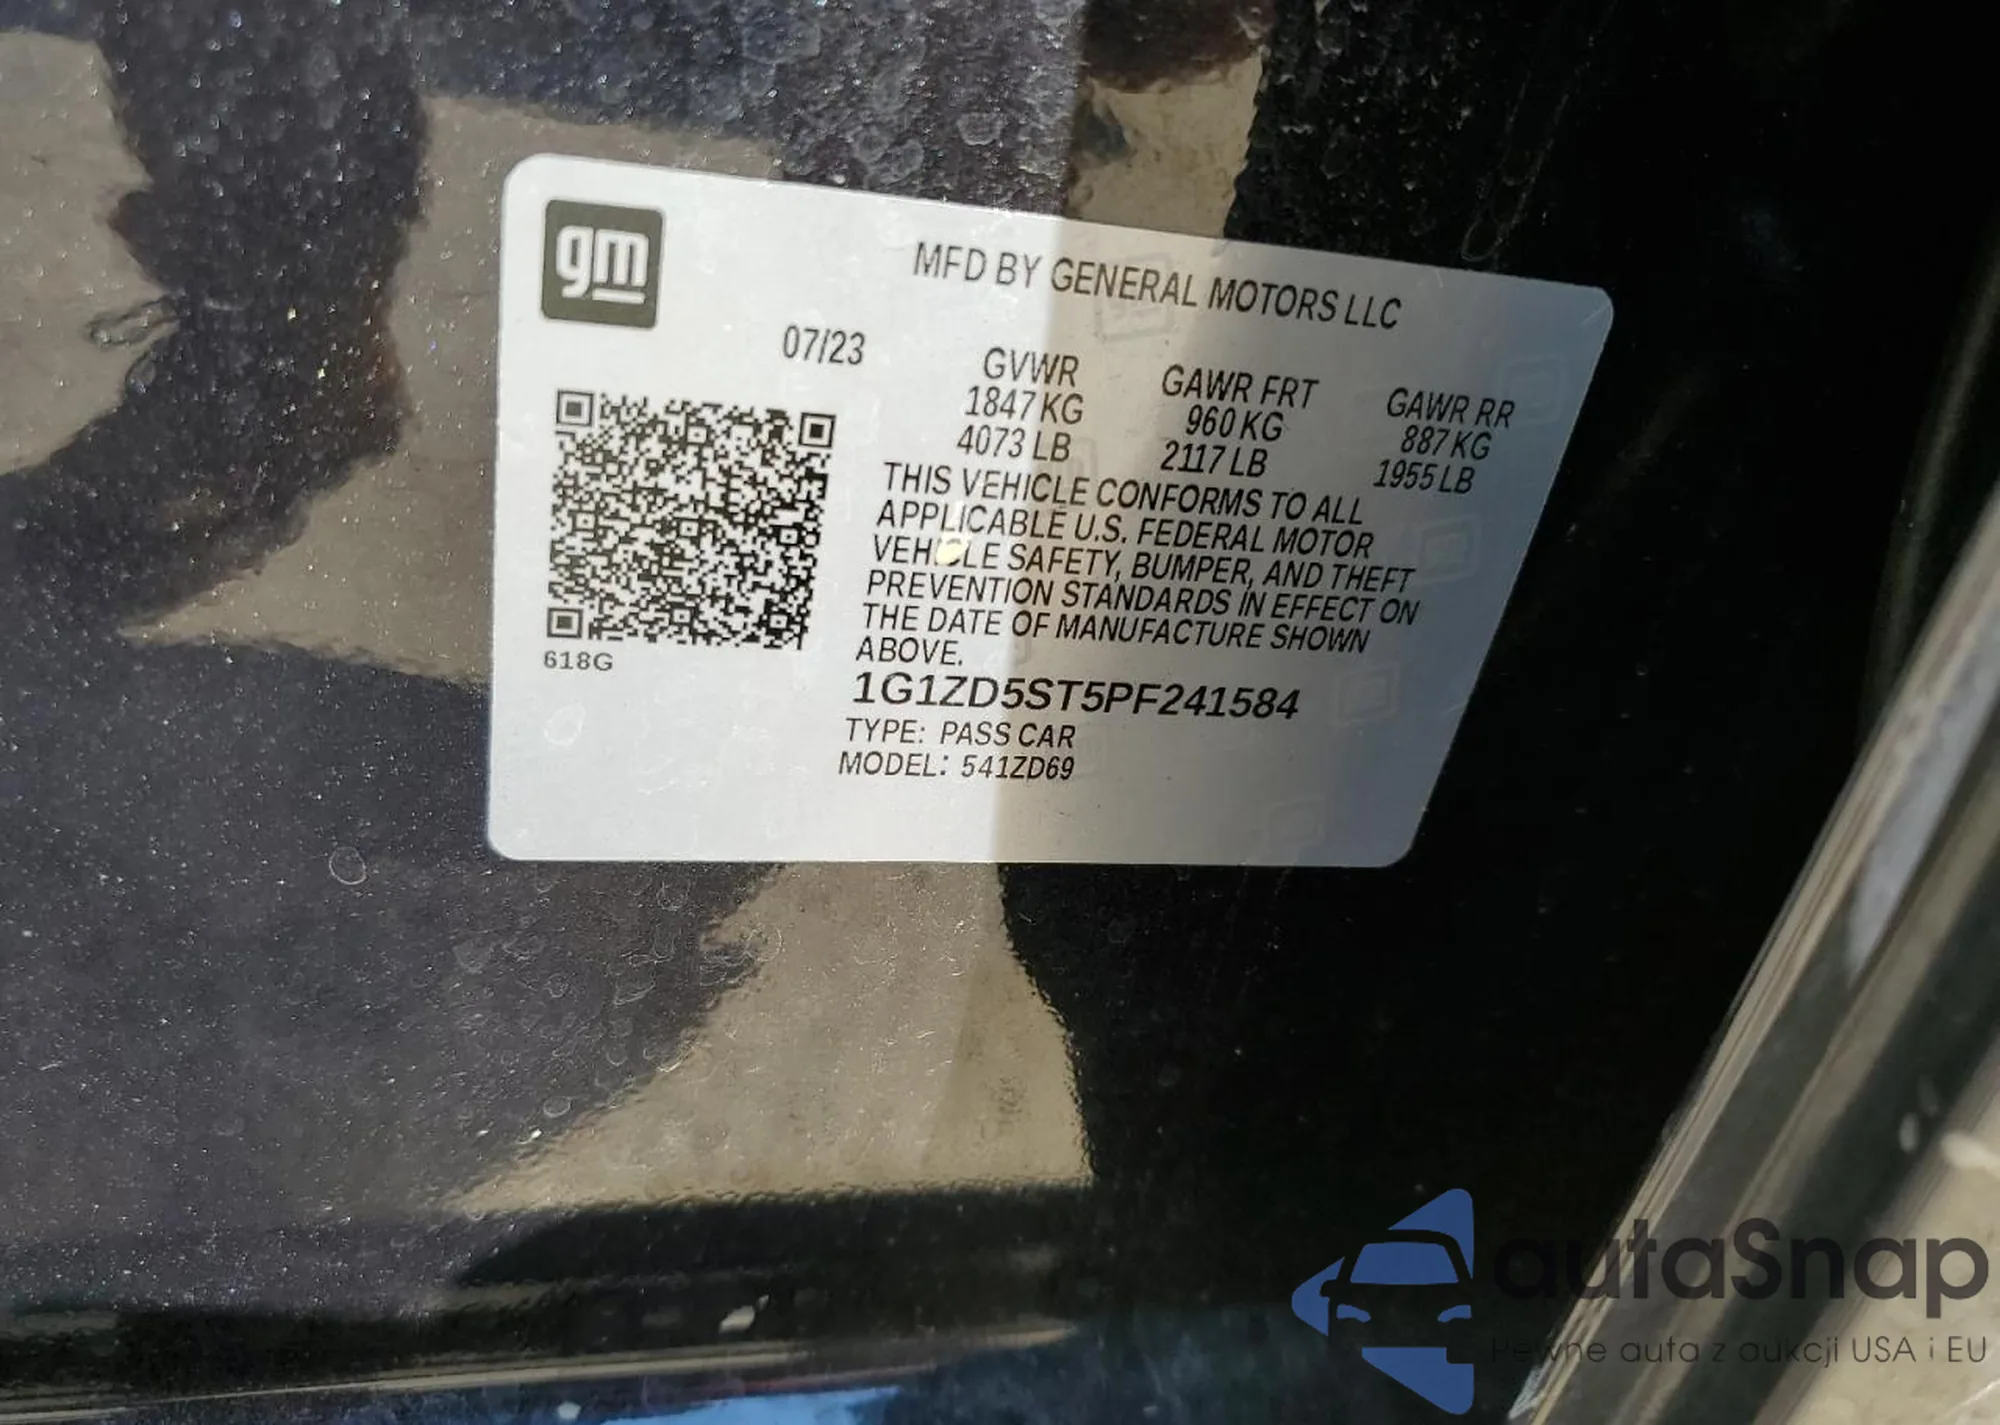 gm
MFD BY GENERAL MOTORS LLC
07/23
GVWR GAWR FRT GAWR RR
1847 KG 960 KG 887 KG
4073 LB 2117 LB 1955 LB
THIS VEHICLE CONFORMS TO ALL
APPLICABLE U.S. FEDERAL MOTOR
VEHICLE SAFETY, BUMPER, AND THEFT
PREVENTION STANDARDS IN EFFECT ON
THE DATE OF MANUFACTURE SHOWN
ABOVE.
618G
1G1ZD5ST5PF241584
TYPE: PASS CAR
MODEL: 541ZD69
autaSnap
Pewne auta z aukcji USA i EU